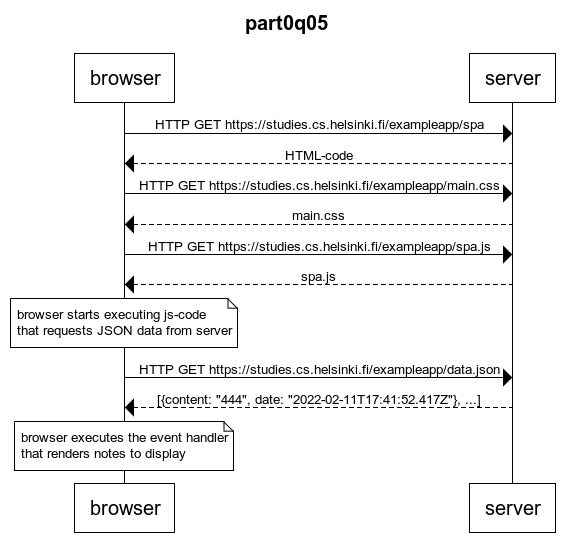 part0q05
browser
server
HTTP GET https://studies.cs.helsinki.fi/exampleapp/spa
HTML-code
HTTP GET https://studies.cs.helsinki.fi/exampleapp/main.css
main.css
HTTP GET https://studies.cs.helsinki.fi/exampleapp/spa.js
spa.js
browser starts executing js-code
that requests JSON data from server
HTTP GET https://studies.cs.helsinki.fi/exampleapp/data.json
[{content: "444", date: "2022-02-11T17:41:52.417Z"}, ...]
browser executes the event handler
that renders notes to display
browser
server